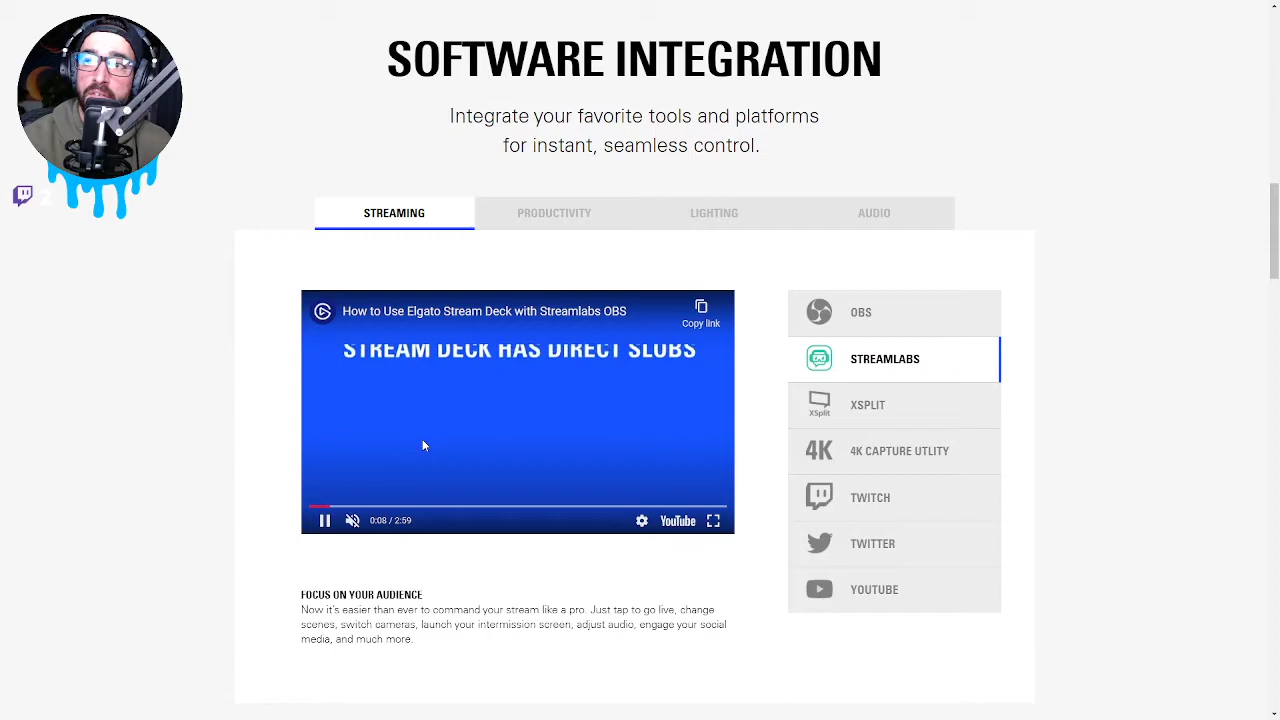 SOFTWARE INTEGRATION
Integrate your favorite tools and platforms
for instant, seamless control.
2
STREAMING
PRODUCTIVITY
LIGHTING
AUDIO
How to Use Elgato Stream Deck with Streamlabs OBS
Copy link
STREAM DECK HAS DIRECT SLOBS
0:08 / 2:59
YouTube
OBS
STREAMLABS
XSplit
XSPLIT
4K
4K CAPTURE UTLITY
TWITCH
TWITTER
YOUTUBE
FOCUS ON YOUR AUDIENCE
Now it's easier than ever to command your stream like a pro. Just tap to go live, change
scenes, switch cameras, launch your intermission screen, adjust audio, engage your social
media, and much more.